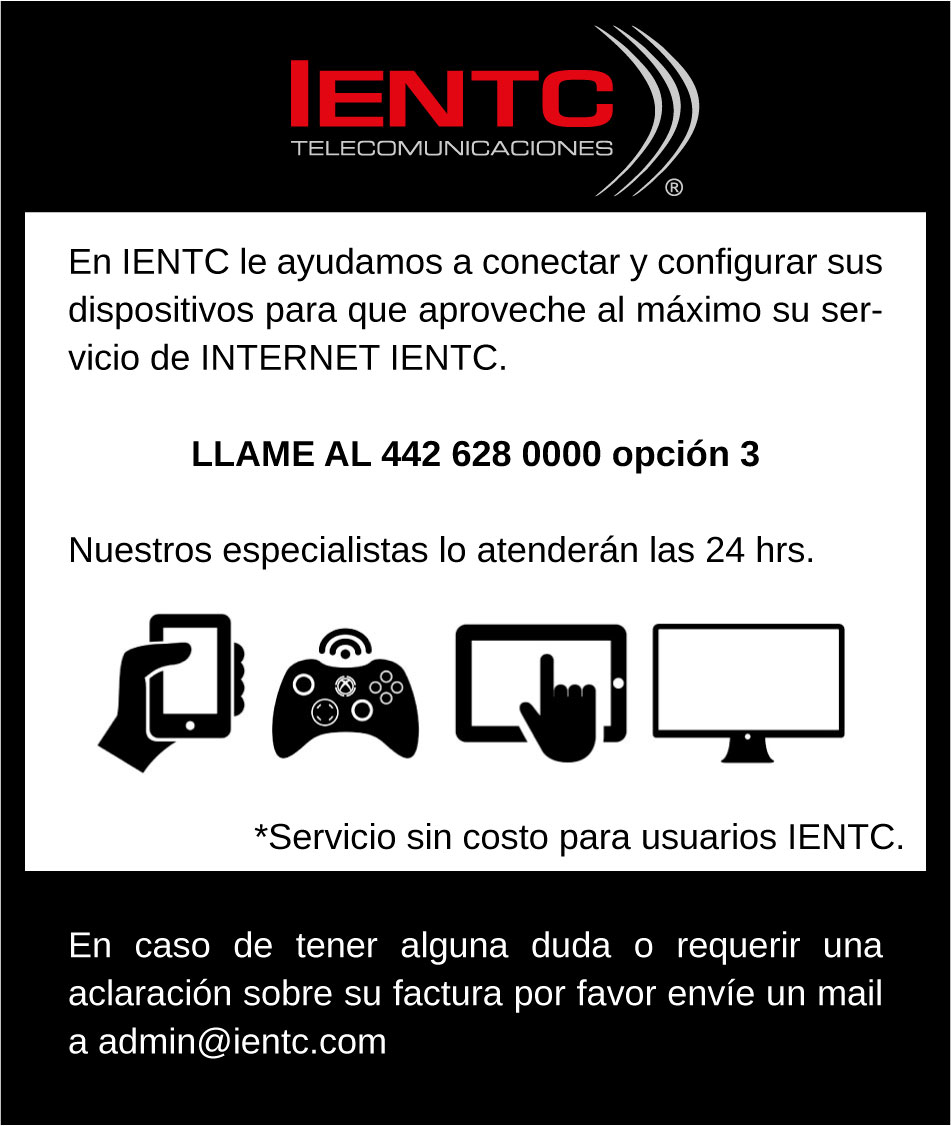 IENTC
TELECOMUNICACIONES
®
En IENTC le ayudamos a conectar y configurar sus
dispositivos para que aproveche al máximo su ser-
vicio de INTERNET IENTC.
LLAME AL 442 628 0000 opción 3
Nuestros especialistas lo atenderán las 24 hrs.
*Servicio sin costo para usuarios IENTC.
En caso de tener alguna duda o requerir una
aclaración sobre su factura por favor envíe un mail
a admin@ientc.com